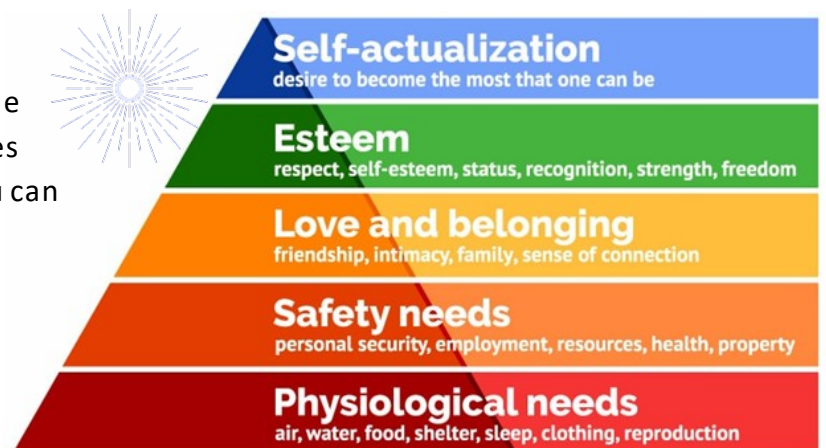 e
es
can
Self-actualization
desire to become the most that one can be
Esteem
respect, self-esteem, status, recognition, strength, freedom
Love and belonging
friendship, intimacy, family, sense of connection
Safety needs
personal security, employment, resources, health, property
Physiological needs
air, water, food, shelter, sleep, clothing, reproduction